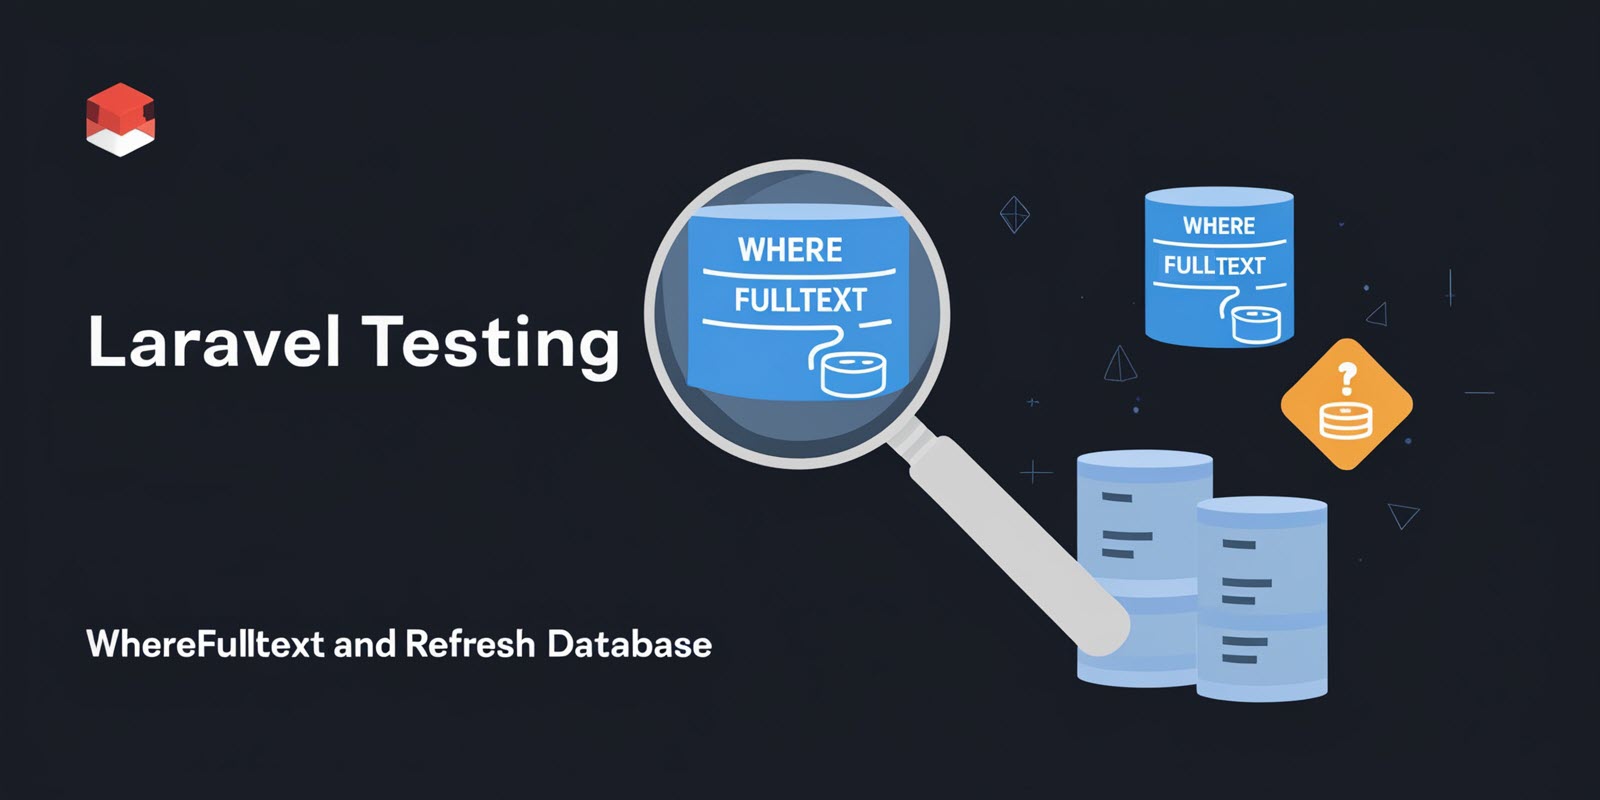 Laravel Testing
WhereFulltext and Refresh Database
WHERE
FULLTEXT
WHERE
FULLTEXT
?